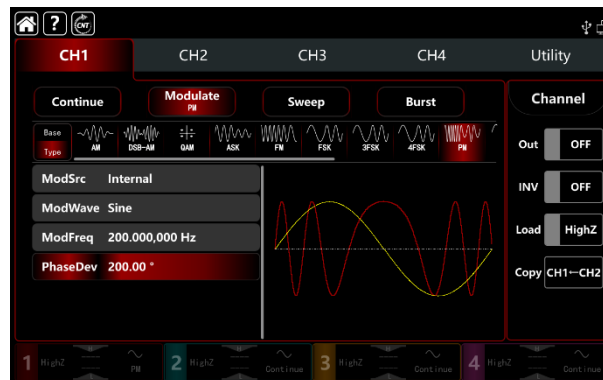 ? CNT
CH1 CH2 CH3 CH4 Utility
Continue Modulate Sweep Burst Channel
PM
Base
Type AM DSB-AM QAM ASK FM FSK 3FSK 4FSK PM
Out OFF
ModSrc Internal
INV OFF
ModWave Sine
ModFreq 200.000,000 Hz
Load HighZ
PhaseDev 200.00 °
Copy CH1←CH2
1 HighZ PM 2 HighZ Continue 3 HighZ Continue 4 HighZ Continue